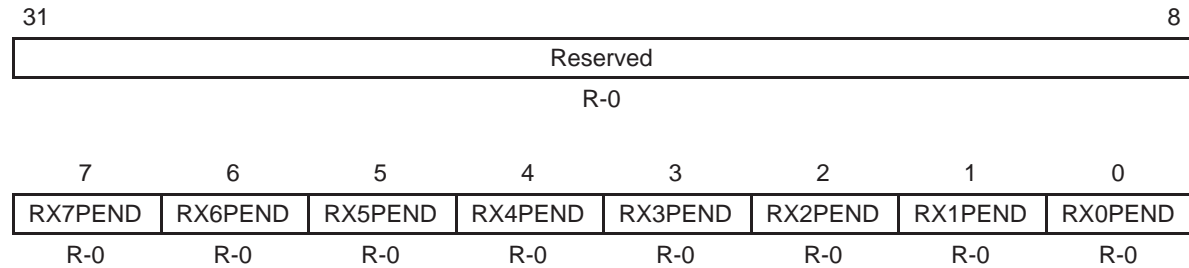 31 8
Reserved
R-0
7 6 5 4 3 2 1 0
RX7PEND RX6PEND RX5PEND RX4PEND RX3PEND RX2PEND RX1PEND RX0PEND
R-0 R-0 R-0 R-0 R-0 R-0 R-0 R-0